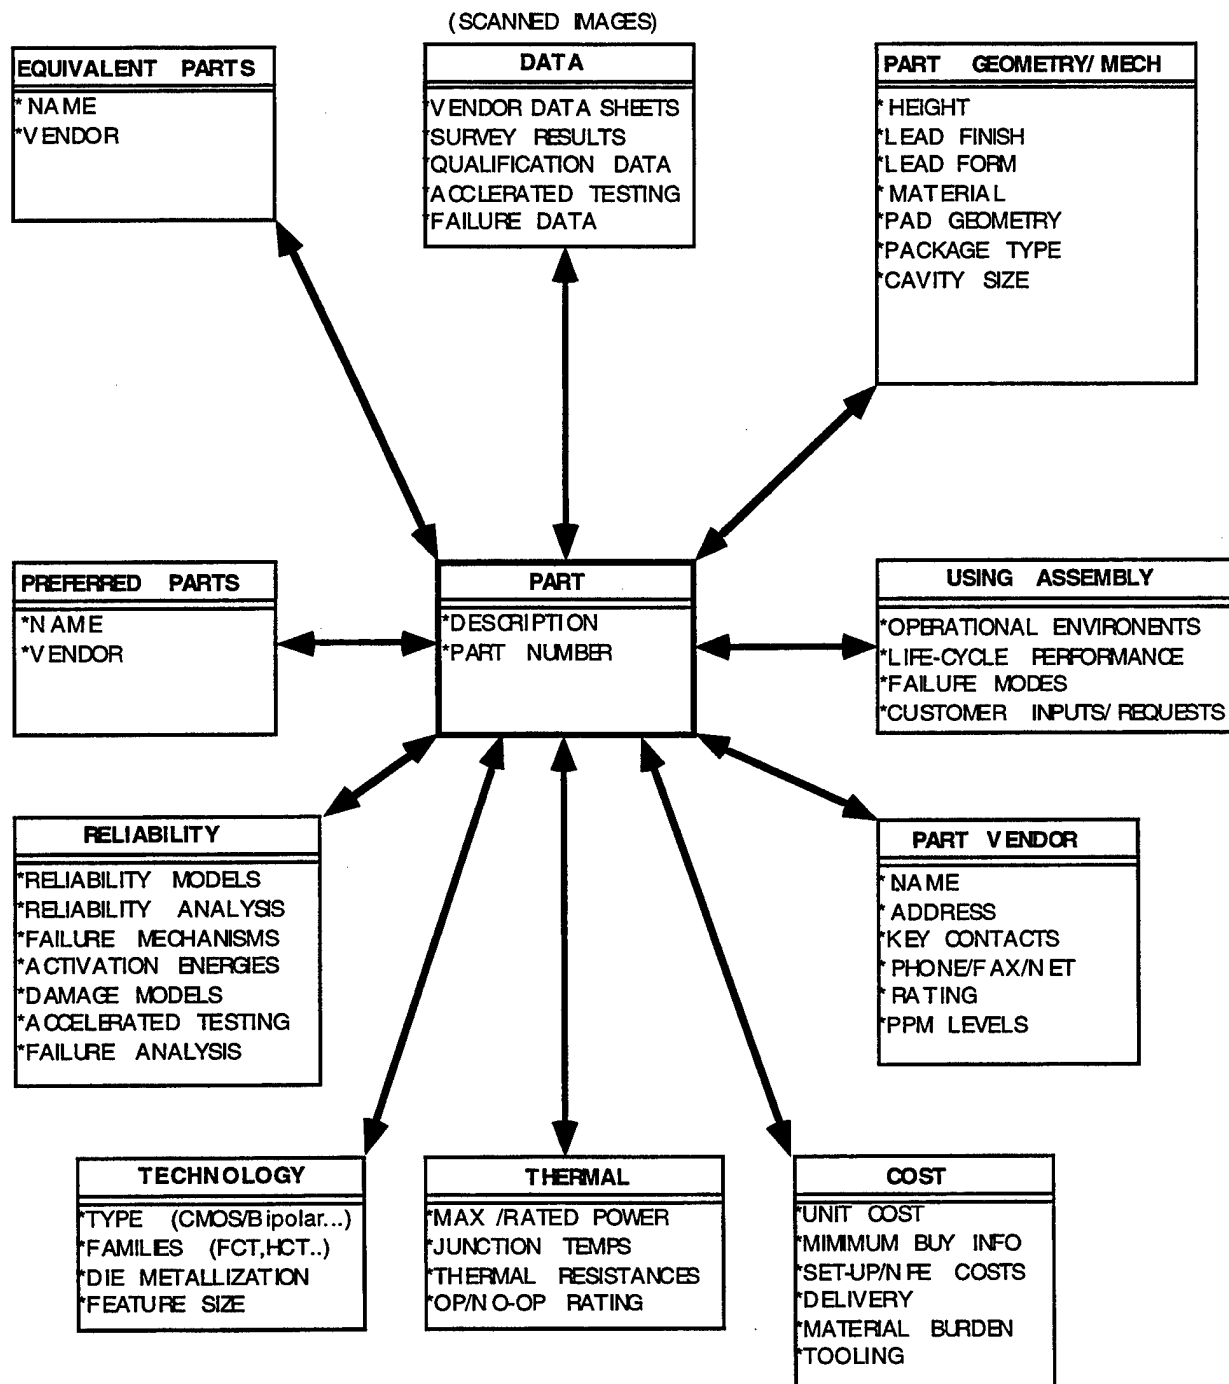 (SCANNED IMAGES)
EQUIVALENT PARTS
*NAME
*VENDOR
DATA
*VENDOR DATA SHEETS
*SURVEY RESULTS
*QUALIFICATION DATA
*ACCLERATED TESTING
*FAILURE DATA
PART GEOMETRY/MECH
*HEIGHT
*LEAD FINISH
*LEAD FORM
*MATERIAL
*PAD GEOMETRY
*PACKAGE TYPE
*CAVITY SIZE
PREFERRED PARTS
*NAME
*VENDOR
PART
*DESCRIPTION
*PART NUMBER
USING ASSEMBLY
*OPERATIONAL ENVIRONENTS
*LIFE-CYCLE PERFORMANCE
*FAILURE MODES
*CUSTOMER INPUTS/REQUESTS
RELIABILITY
*RELIABILITY MODELS
*RELIABILITY ANALYSIS
*FAILURE MECHANISMS
*ACTIVATION ENERGIES
*DAMAGE MODELS
*ACCELERATED TESTING
*FAILURE ANALYSIS
PART VENDOR
*NAME
*ADDRESS
*KEY CONTACTS
*PHONE/FAX/NET
*RATING
*PPM LEVELS
TECHNOLOGY
*TYPE (CMOS/Bipolar...)
*FAMILIES (FCT,HCT..)
*DIE METALLIZATION
*FEATURE SIZE
THERMAL
*MAX /RATED POWER
*JUNCTION TEMPS
*THERMAL RESISTANCES
*OP/NO-OP RATING
COST
*UNIT COST
*MIMIMUM BUY INFO
*SET-UP/NFE COSTS
*DELIVERY
*MATERIAL BURDEN
*TOOLING